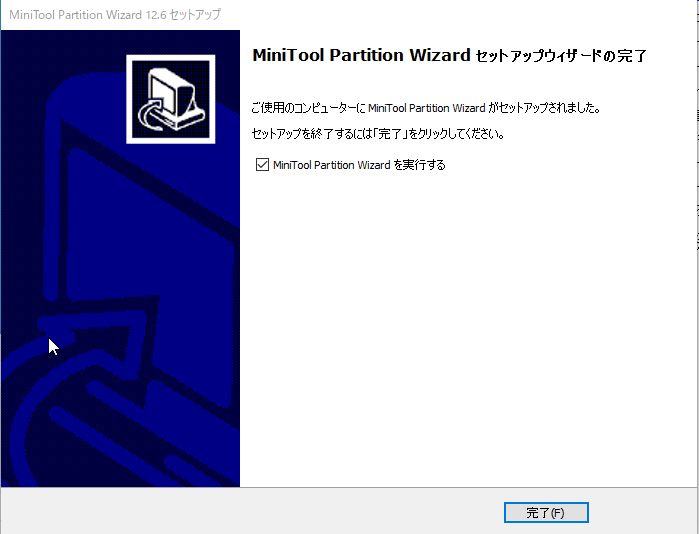 MiniTool Partition Wizard 12.6 セットアップ
MiniTool Partition Wizard セットアップウィザードの完了
ご使用のコンピューターに MiniTool Partition Wizard がセットアップされました。
セットアップを終了するには「完了」をクリックしてください。
MiniTool Partition Wizard を実行する
完了(F)